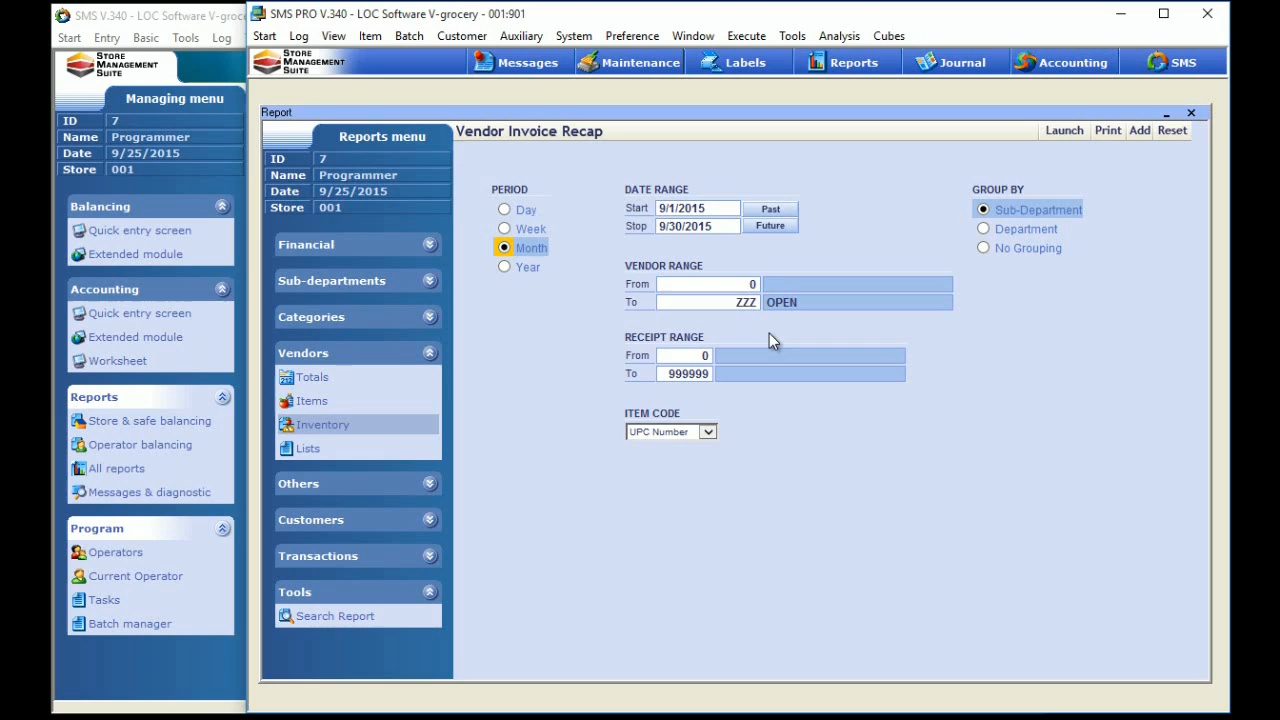 SMS V.340 - LOC Software V-groce
Start Entry Basic Tools Log
STORE
MANAGEMENT
SUITE
Managing menu
ID 7
Name Programmer
Date 9/25/2015
Store 001
Balancing
Quick entry screen
Extended module
Accounting
Quick entry screen
Extended module
Worksheet
Reports
Store & safe balancing
Operator balancing
All reports
Messages & diagnostic
Program
Operators
Current Operator
Tasks
Batch manager
SMS PRO V.340 - LOC Software V-grocery - 001:901
Start Log View Item Batch Customer Auxiliary System Preference Window Execute Tools Analysis Cubes
STORE
MANAGEMENT
SUITE
Messages Maintenance Labels Reports Journal Accounting SMS
Report
Reports menu
ID 7
Name Programmer
Date 9/25/2015
Store 001
Financial
Sub-departments
Categories
Vendors
Totals
Items
Inventory
Lists
Others
Customers
Transactions
Tools
Search Report
Vendor Invoice Recap
Launch Print Add Reset
PERIOD
Day
Week
Month
Year
DATE RANGE
Start 9/1/2015 Past
Stop 9/30/2015 Future
VENDOR RANGE
From 0
To ZZZ OPEN
RECEIPT RANGE
From 0
To 999999
ITEM CODE
UPC Number
GROUP BY
Sub-Department
Department
No Grouping